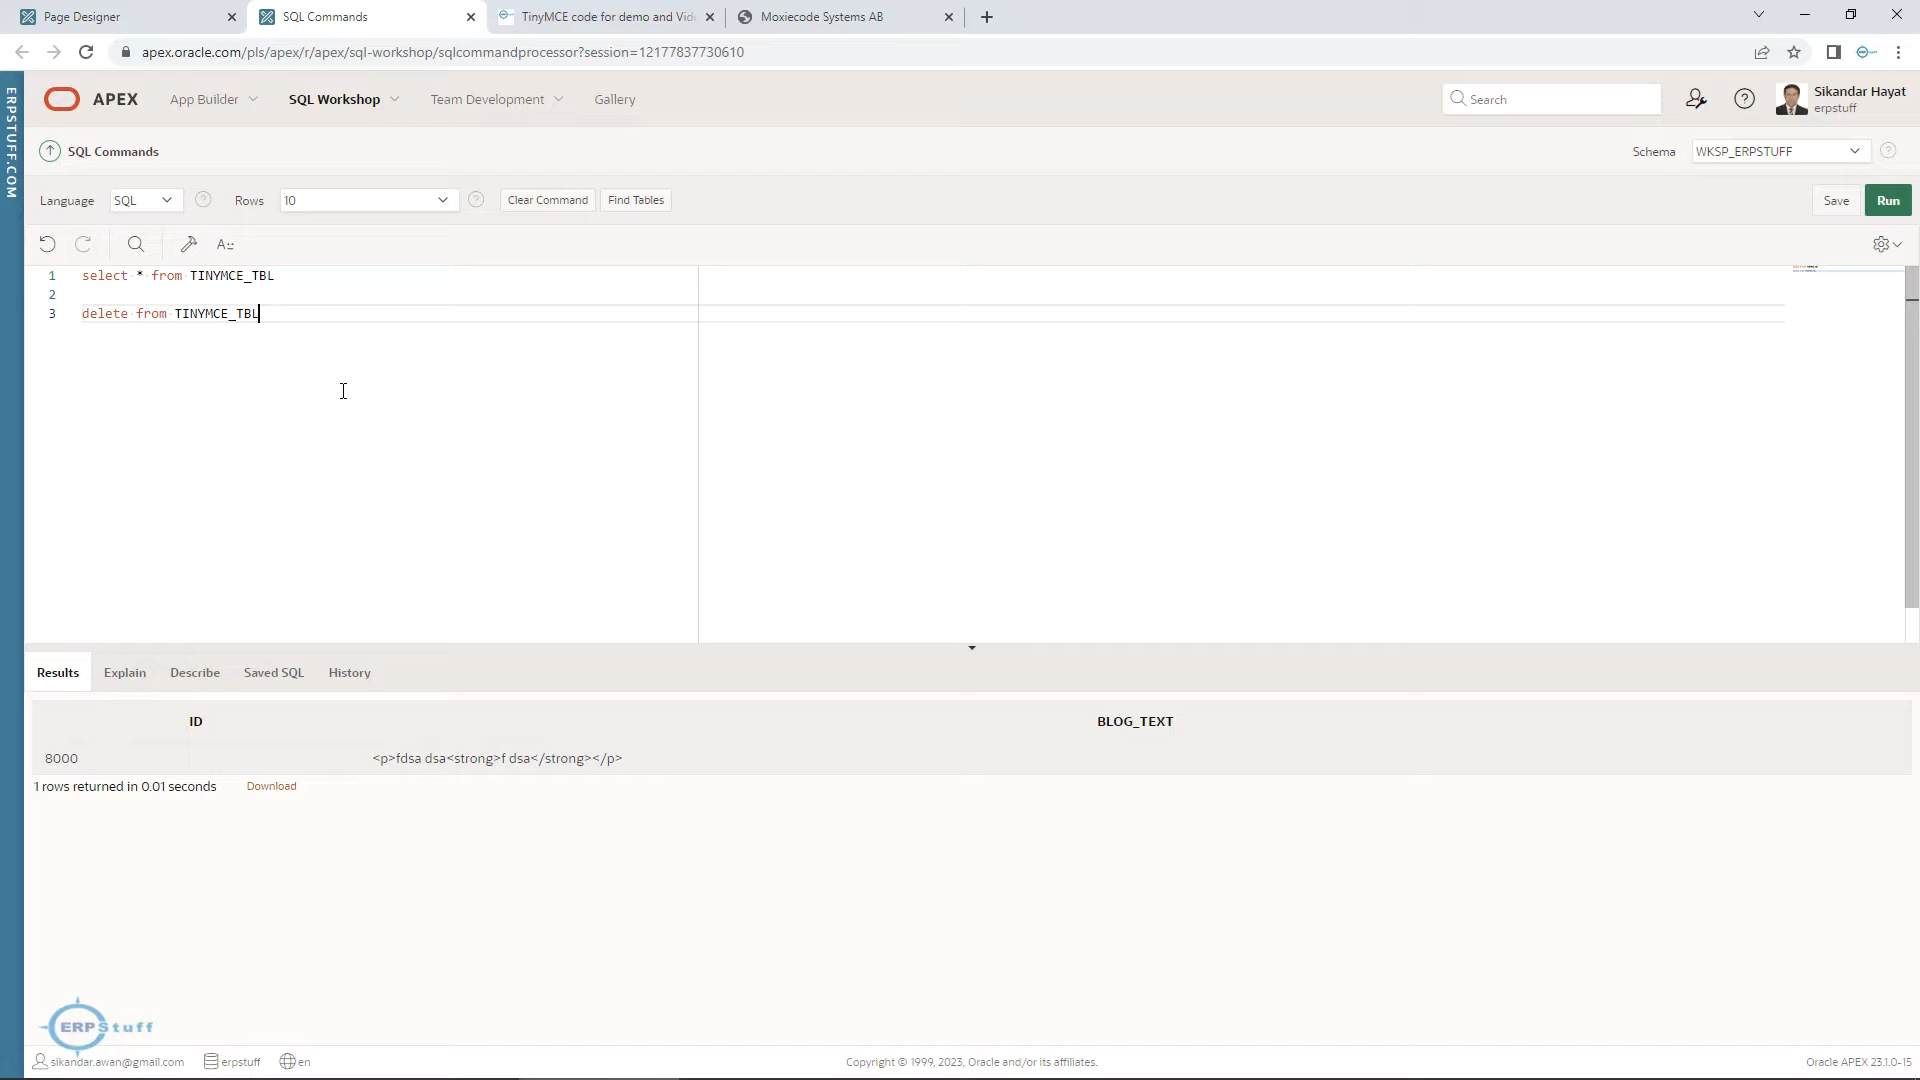 Page Designer
SQL Commands
TinyMCE code for demo and Vid
Moxiecode Systems AB
apex.oracle.com/pls/apex/r/apex/sql-workshop/sqlcommandprocessor?session=12177837730610
ERPSTUFF.COM
APEX
App Builder
SQL Workshop
Team Development
Gallery
Search
Sikandar Hayat
erpstuff
SQL Commands
Schema
WKSP_ERPSTUFF
Language
SQL
Rows
10
Clear Command
Find Tables
Save
Run
1 select * from TINYMCE_TBL
2
3 delete from TINYMCE_TBL
Results
Explain
Describe
Saved SQL
History
ID
BLOG_TEXT
8000
<p>fdsa dsa<strong>f dsa</strong></p>
1 rows returned in 0.01 seconds
Download
ERPStuff
sikandar.awan@gmail.com
erpstuff
en
Copyright © 1999, 2023, Oracle and/or its affiliates.
Oracle APEX 23.1.0-15